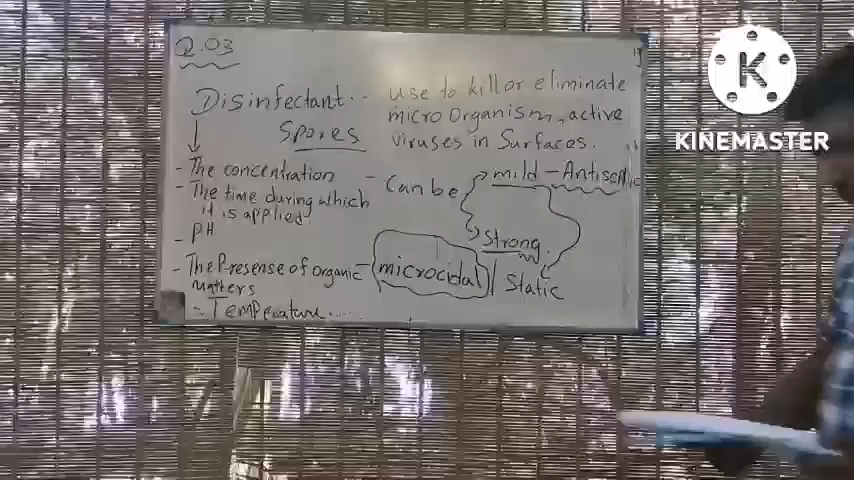 Q.03
Disinfectant:- use to kill or eliminate
micro Organism, active
Spores
viruses in Surfaces.
- The concentration
- The time during which
it is applied
- PH
- The Presense of organic
matters
- Temperature.....
- Can be
mild - Antiseptic
Strong
microcidal / Static
K
KINEMASTER